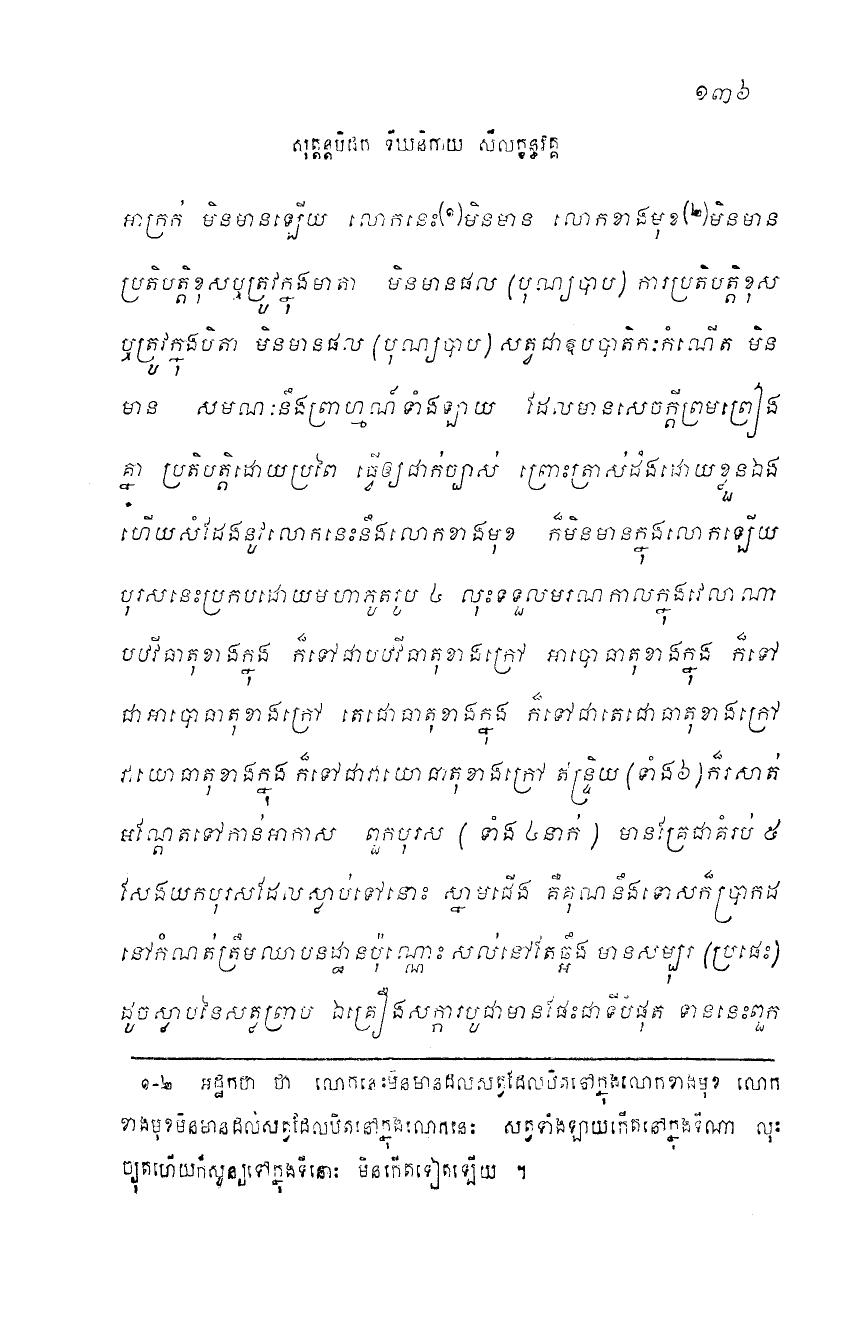 ១៣៦
សុត្តន្តបិដក ទីឃនិកាយ សីលក្ខន្ធវគ្គ
អាក្រក់ មិនមានឡើយ លោកនេះ(១)មិនមាន លោកខាងមុខ(២)មិនមាន
ប្រតិបត្តិខុសឬត្រូវក្នុងមាតា មិនមានផល (បុណ្យបាប) ការប្រតិបត្តិខុស
ឬត្រូវក្នុងបិតា មិនមានផល (បុណ្យបាប) សត្វជាឧបបាតិកៈកំណើត មិន
មាន សមណៈនឹងព្រាហ្មណ៍ទាំងឡាយ ដែលមានសេចក្តីព្រមព្រៀង
គ្នា ប្រតិបត្តិដោយប្រពៃ ធ្វើឲ្យជាក់ច្បាស់ ព្រោះត្រាស់ដឹងដោយខ្លួនឯង
ហើយសំដែងនូវលោកនេះនឹងលោកខាងមុខ ក៏មិនមានក្នុងលោកឡើយ
បុរសនេះប្រកបដោយមហាភូតរូប ៤ លុះទទួលមរណកាលក្នុងវេលាណា
បឋវីធាតុខាងក្នុង ក៏ទៅជាបឋវីធាតុខាងក្រៅ អាបោធាតុខាងក្នុង ក៏ទៅ
ជាអាបោធាតុខាងក្រៅ តេជោធាតុខាងក្នុង ក៏ទៅជាតេជោធាតុខាងក្រៅ
វាយោធាតុខាងក្នុង ក៏ទៅជាវាយោធាតុខាងក្រៅ ឥន្ទ្រិយ (ទាំង៦)ក៏រសាត់
អណ្តែតទៅកាន់អាកាស ពួកបុរស ( ទាំង ៤នាក់ ) មានគ្រែជាគំរប់ ៥
សែងយកបុរសដែលស្លាប់ទៅនោះ ស្នាមជើង គឺគុណនឹងទោសក៏ប្រាកដ
នៅកំណត់ត្រឹមឈាបនដ្ឋានប៉ុណ្ណោះ សល់នៅតែឆ្អឹង មានសម្បុរ (ប្រផេះ)
ដូចស្លាបនៃសត្វព្រាប ឯគ្រឿងសក្ការបូជាមានផែះជាទីបំផុត ទាននេះពួក
១-២ អដ្ឋកថា ថា លោកនេះមិនមានដល់សត្វដែលឋិតនៅក្នុងលោកខាងមុខ លោក
ខាងមុខមិនមានដល់សត្វដែលឋិតនៅក្នុងលោកនេះ សត្វទាំងឡាយកើតនៅក្នុងទីណា លុះ
ច្យុតហើយក៏សូន្យទៅក្នុងទីនោះ មិនកើតទៀតឡើយ ។